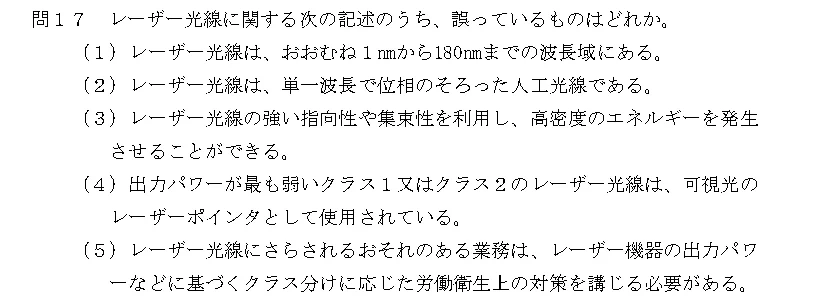 問１７　レーザー光線に関する次の記述のうち、誤っているものはどれか。
（１）レーザー光線は、おおむね１nmから180nmまでの波長域にある。
（２）レーザー光線は、単一波長で位相のそろった人工光線である。
（３）レーザー光線の強い指向性や集束性を利用し、高密度のエネルギーを発生
させることができる。
（４）出力パワーが最も弱いクラス１又はクラス２のレーザー光線は、可視光の
レーザーポインタとして使用されている。
（５）レーザー光線にさらされるおそれのある業務は、レーザー機器の出力パワ
ーなどに基づくクラス分けに応じた労働衛生上の対策を講じる必要がある。